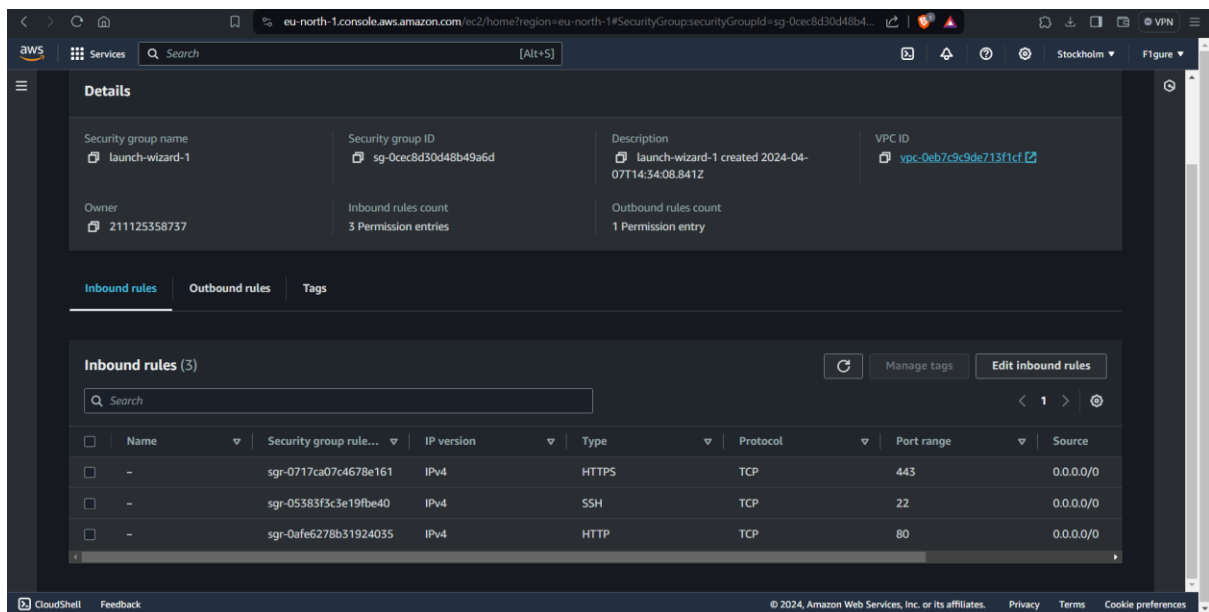 eu-north-1.console.aws.amazon.com/ec2/home?region=eu-north-1#SecurityGroup:securityGroupId=sg-0cec8d30d48b4... VPN
aws Services Search [Alt+S] Stockholm F1gure
Details
Security group name Security group ID Description VPC ID
launch-wizard-1 sg-0cec8d30d48b49a6d launch-wizard-1 created 2024-04- vpc-0eb7c9c9de713f1cf
07T14:34:08.841Z
Owner Inbound rules count Outbound rules count
211125358737 3 Permission entries 1 Permission entry
Inbound rules Outbound rules Tags
Inbound rules (3) Manage tags Edit inbound rules
Search 1
Name Security group rule... IP version Type Protocol Port range Source
– sgr-0717ca07c4678e161 IPv4 HTTPS TCP 443 0.0.0.0/0
– sgr-05383f3c3e19fbe40 IPv4 SSH TCP 22 0.0.0.0/0
– sgr-0afe6278b31924035 IPv4 HTTP TCP 80 0.0.0.0/0
CloudShell Feedback © 2024, Amazon Web Services, Inc. or its affiliates. Privacy Terms Cookie preferences